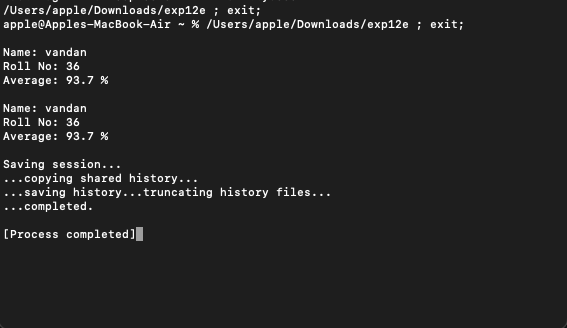 /Users/apple/Downloads/exp12e ; exit;
apple@Apples-MacBook-Air ~ % /Users/apple/Downloads/exp12e ; exit;
Name: vandan
Roll No: 36
Average: 93.7 %
Name: vandan
Roll No: 36
Average: 93.7 %
Saving session...
...copying shared history...
...saving history...truncating history files...
...completed.
[Process completed]